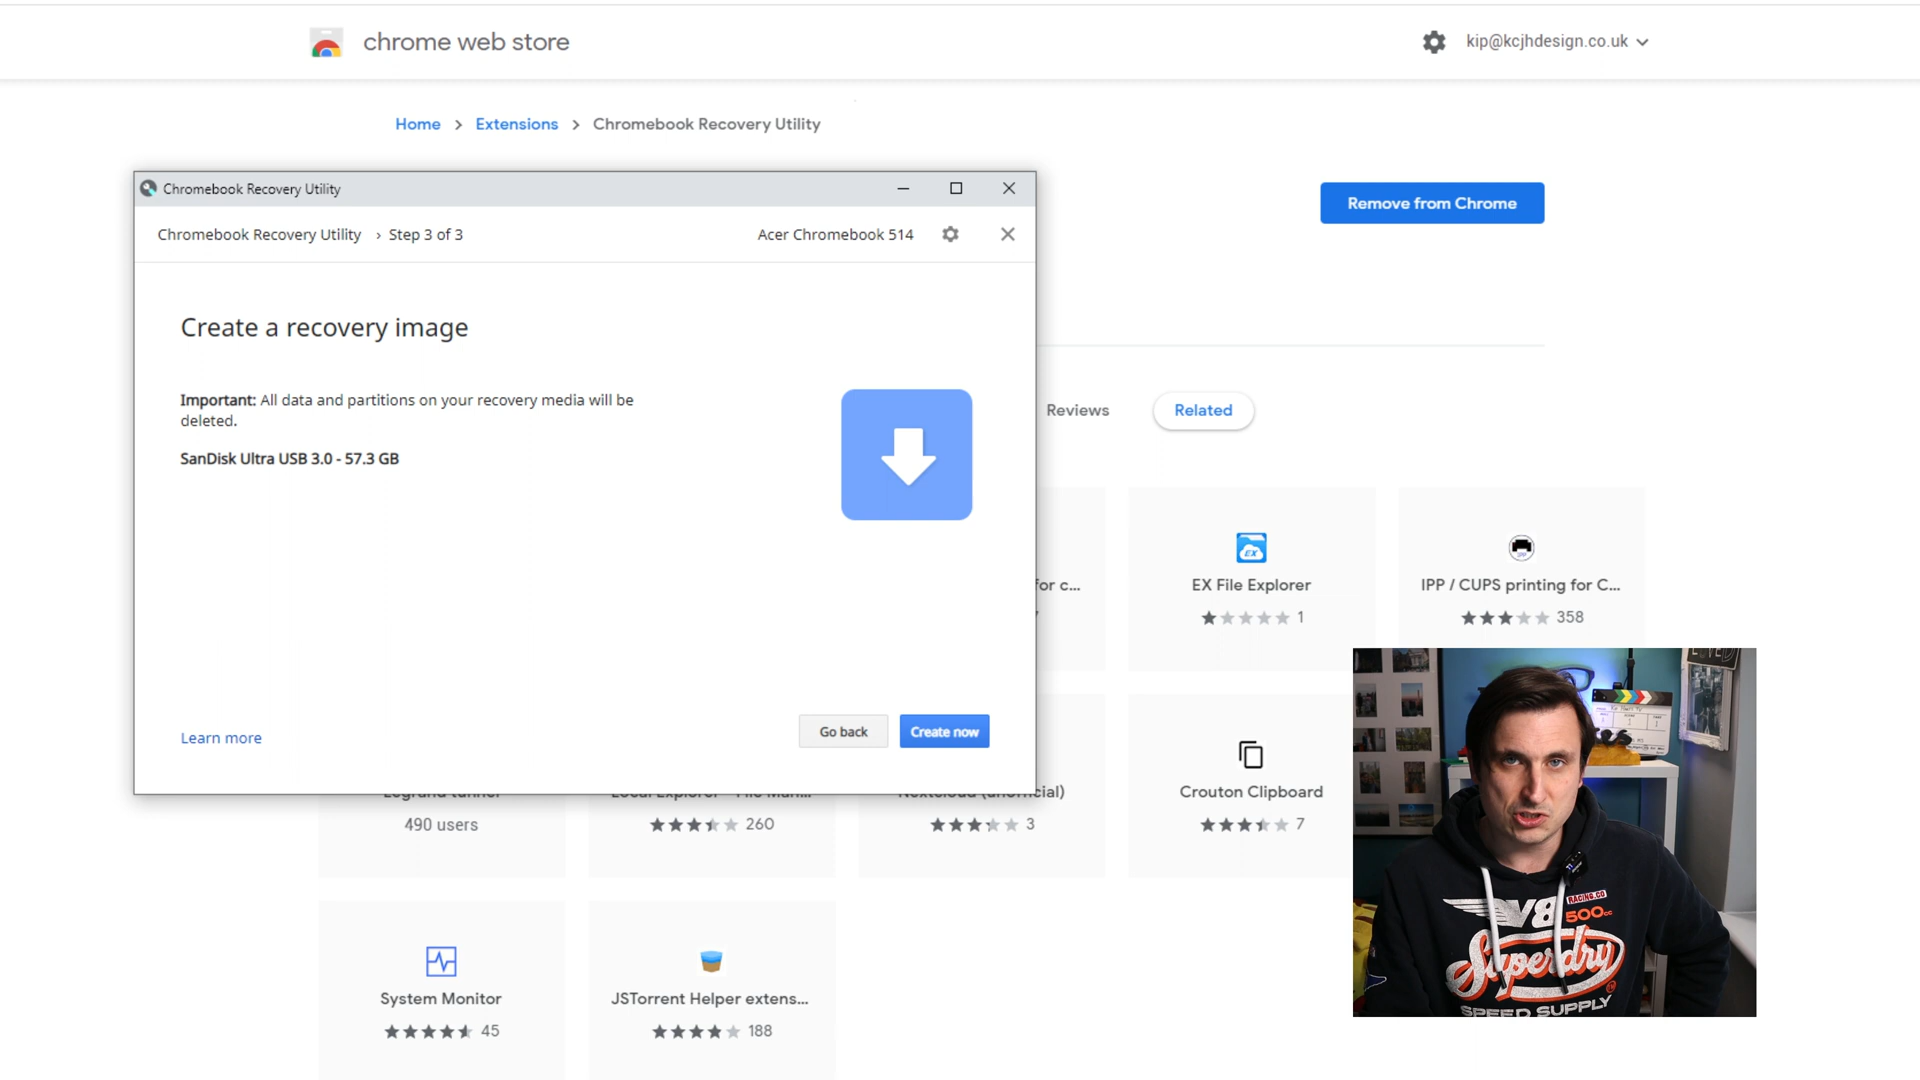 chrome web store
kip@kcjhdesign.co.uk
Home > Extensions > Chromebook Recovery Utility
Chromebook Recovery Utility
Remove from Chrome
Chromebook Recovery Utility › Step 3 of 3
Acer Chromebook 514
Create a recovery image
Important: All data and partitions on your recovery media will be
deleted.
SanDisk Ultra USB 3.0 - 57.3 GB
Learn more
Go back
Create now
Reviews
Related
for c...
EX File Explorer
1
IPP / CUPS printing for C...
358
490 users
260
Nextcloud (unofficial)
3
Crouton Clipboard
7
System Monitor
45
JSTorrent Helper extens...
188
V8
RACING.CO
500cc
Superdry
SPEED SUPPLY